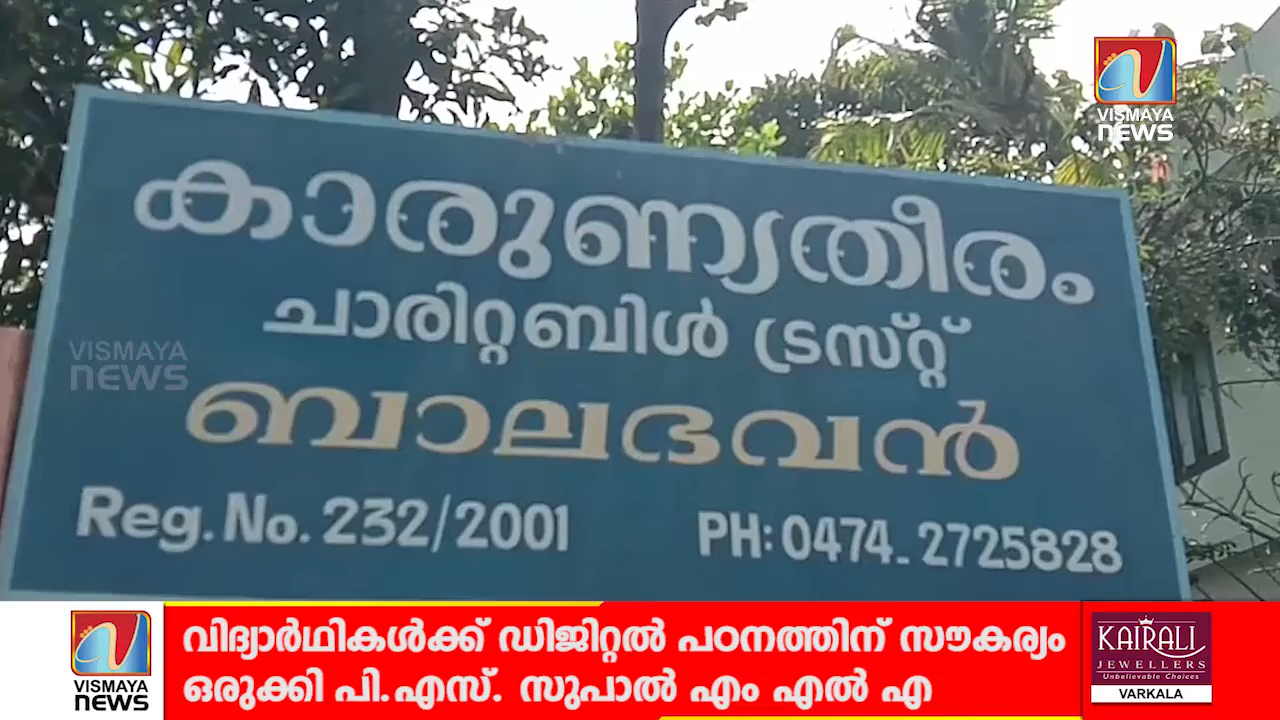 VISMAYA
NEWS
കാരുണ്യതീരം
ചാരിറ്റബിൾ ട്രസ്റ്റ്
VISMAYA
NEWS
ബാലഭവൻ
Reg. No. 232/2001 PH: 0474-2725828
വിദ്യാർഥികൾക്ക് ഡിജിറ്റൽ പഠനത്തിന് സൗകര്യം
ഒരുക്കി പി.എസ്. സുപാൽ എം എൽ എ
VISMAYA
NEWS
KAIRALI
JEWELLERS
Unbelievable Choices
VARKALA